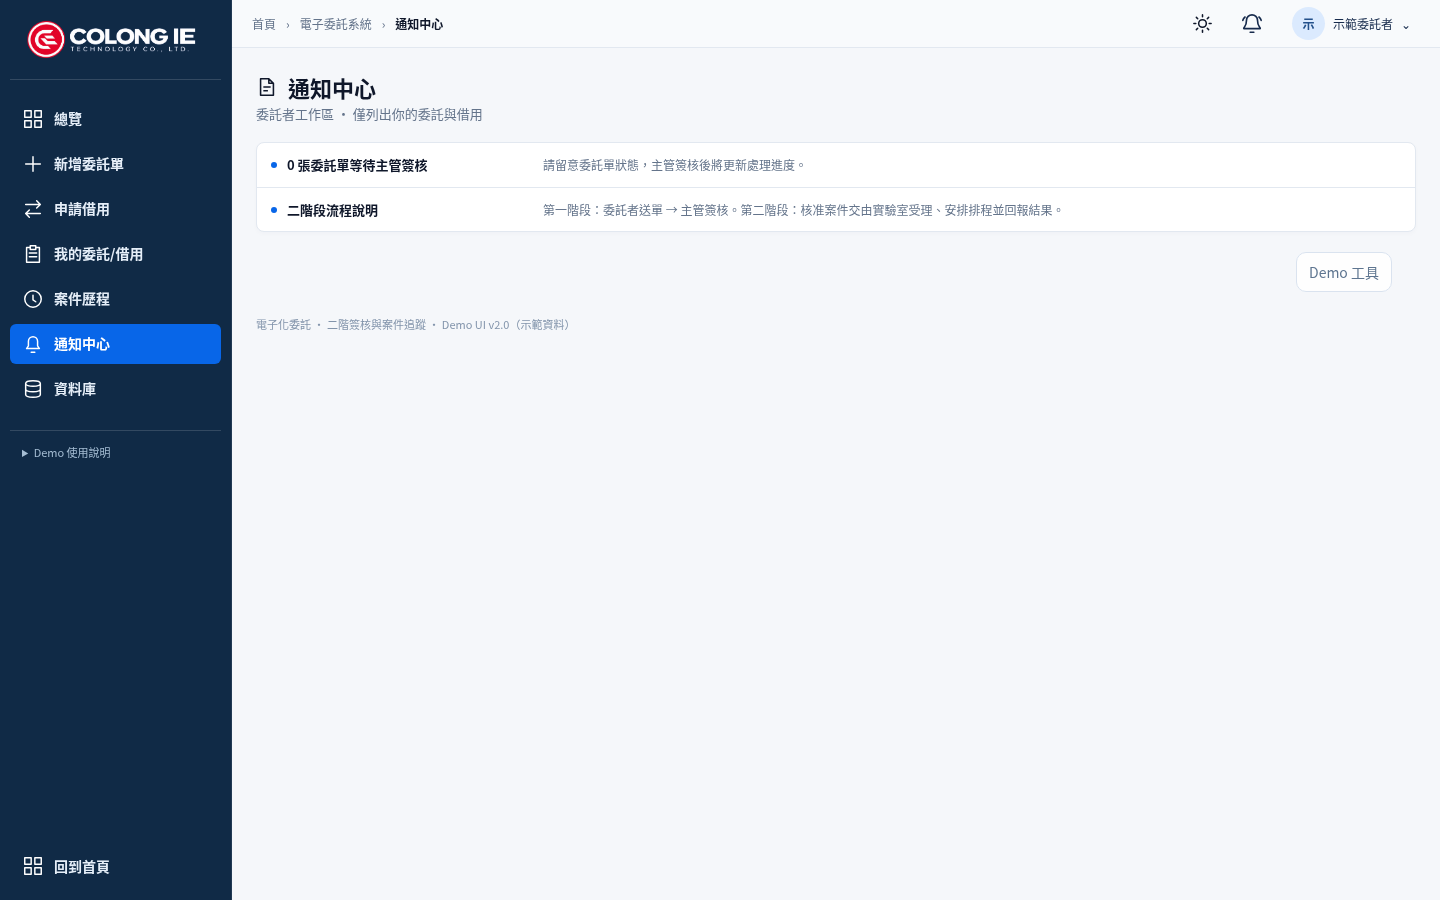 COLONG IE
TECHNOLOGY CO., LTD.
總覽
新增委託單
申請借用
我的委託/借用
案件歷程
通知中心
資料庫
Demo 使用說明
回到首頁
首頁 › 電子委託系統 › 通知中心
示 示範委託者
通知中心
委託者工作區 · 僅列出你的委託與借用
0 張委託單等待主管簽核 請留意委託單狀態，主管簽核後將更新處理進度。
二階段流程說明 第一階段：委託者送單 → 主管簽核。第二階段：核准案件交由實驗室受理、安排排程並回報結果。
Demo 工具
電子化委託 · 二階簽核與案件追蹤 · Demo UI v2.0（示範資料）